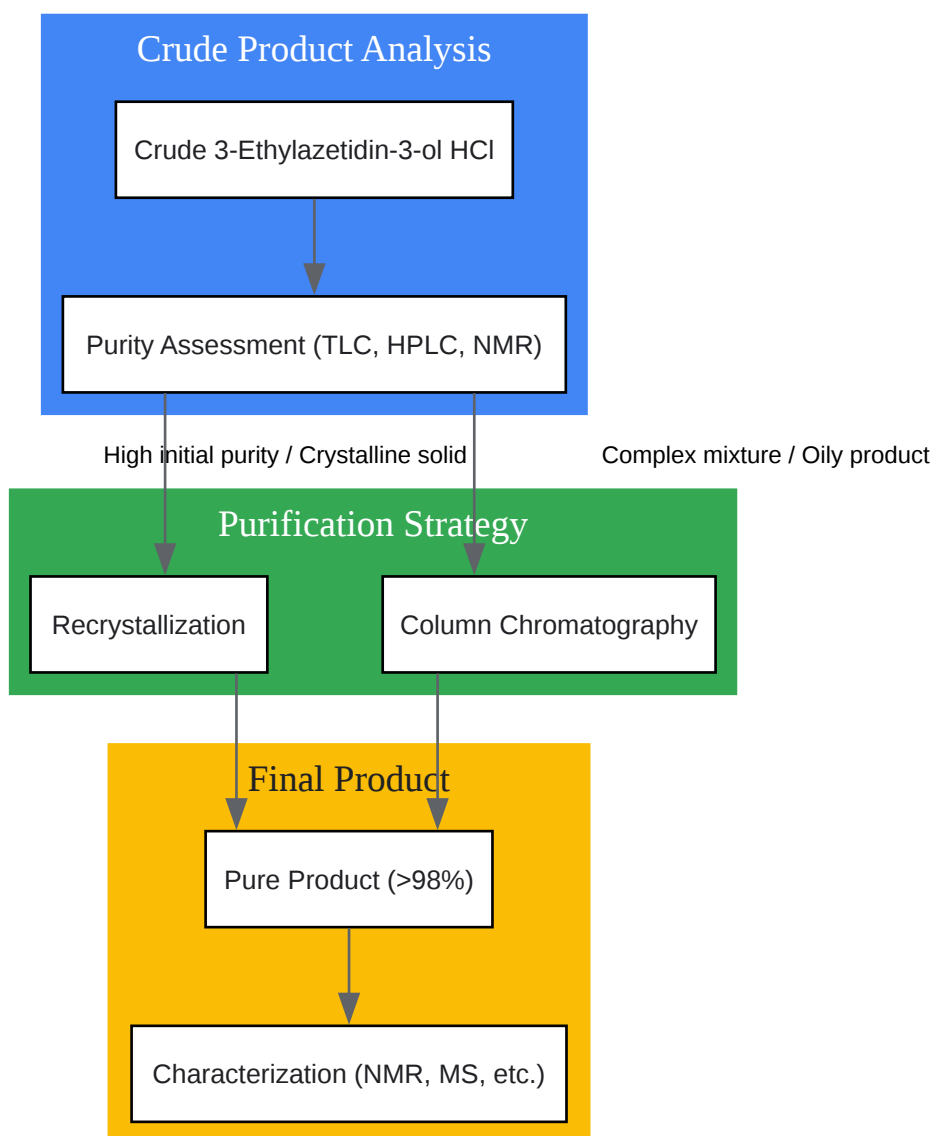 Crude Product Analysis
Crude 3-Ethylazetidin-3-ol HCl
Purity Assessment (TLC, HPLC, NMR)
High initial purity / Crystalline solid
Complex mixture / Oily product
Purification Strategy
Recrystallization
Column Chromatography
Final Product
Pure Product (>98%)
Characterization (NMR, MS, etc.)